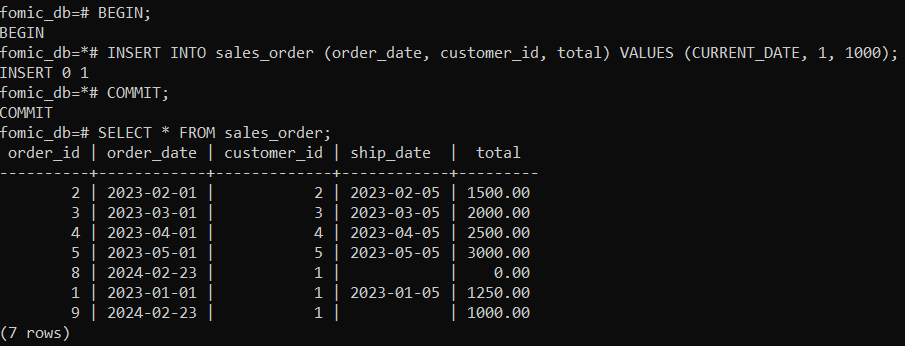 fomic_db=# BEGIN;
BEGIN
fomic_db=*# INSERT INTO sales_order (order_date, customer_id, total) VALUES (CURRENT_DATE, 1, 1000);
INSERT 0 1
fomic_db=*# COMMIT;
COMMIT
fomic_db=# SELECT * FROM sales_order;
 order_id | order_date | customer_id | ship_date  |  total
----------+------------+-------------+------------+---------
        2 | 2023-02-01 |           2 | 2023-02-05 | 1500.00
        3 | 2023-03-01 |           3 | 2023-03-05 | 2000.00
        4 | 2023-04-01 |           4 | 2023-04-05 | 2500.00
        5 | 2023-05-01 |           5 | 2023-05-05 | 3000.00
        8 | 2024-02-23 |           1 |            |    0.00
        1 | 2023-01-01 |           1 | 2023-01-05 | 1250.00
        9 | 2024-02-23 |           1 |            | 1000.00
(7 rows)